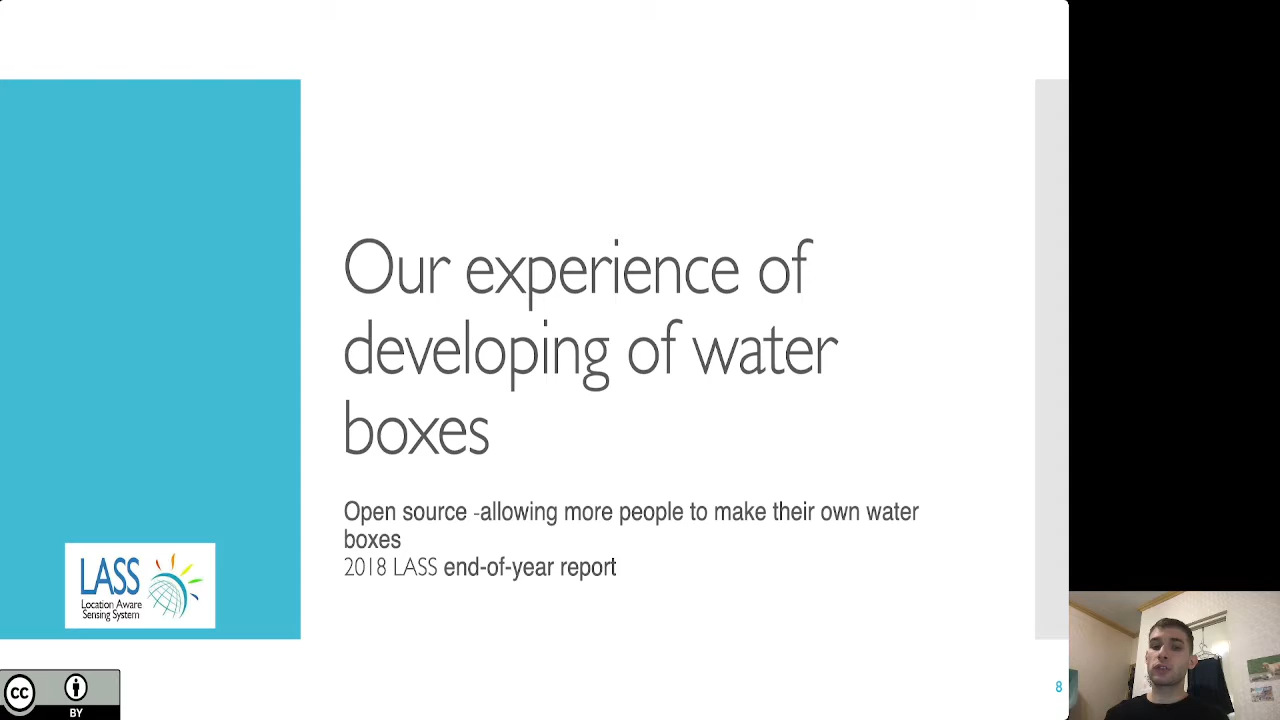 Our experience of
developing of water
boxes
Open source -allowing more people to make their own water
boxes
2018 LASS end-of-year report
LASS
Location Aware
Sensing System
cc
BY
8